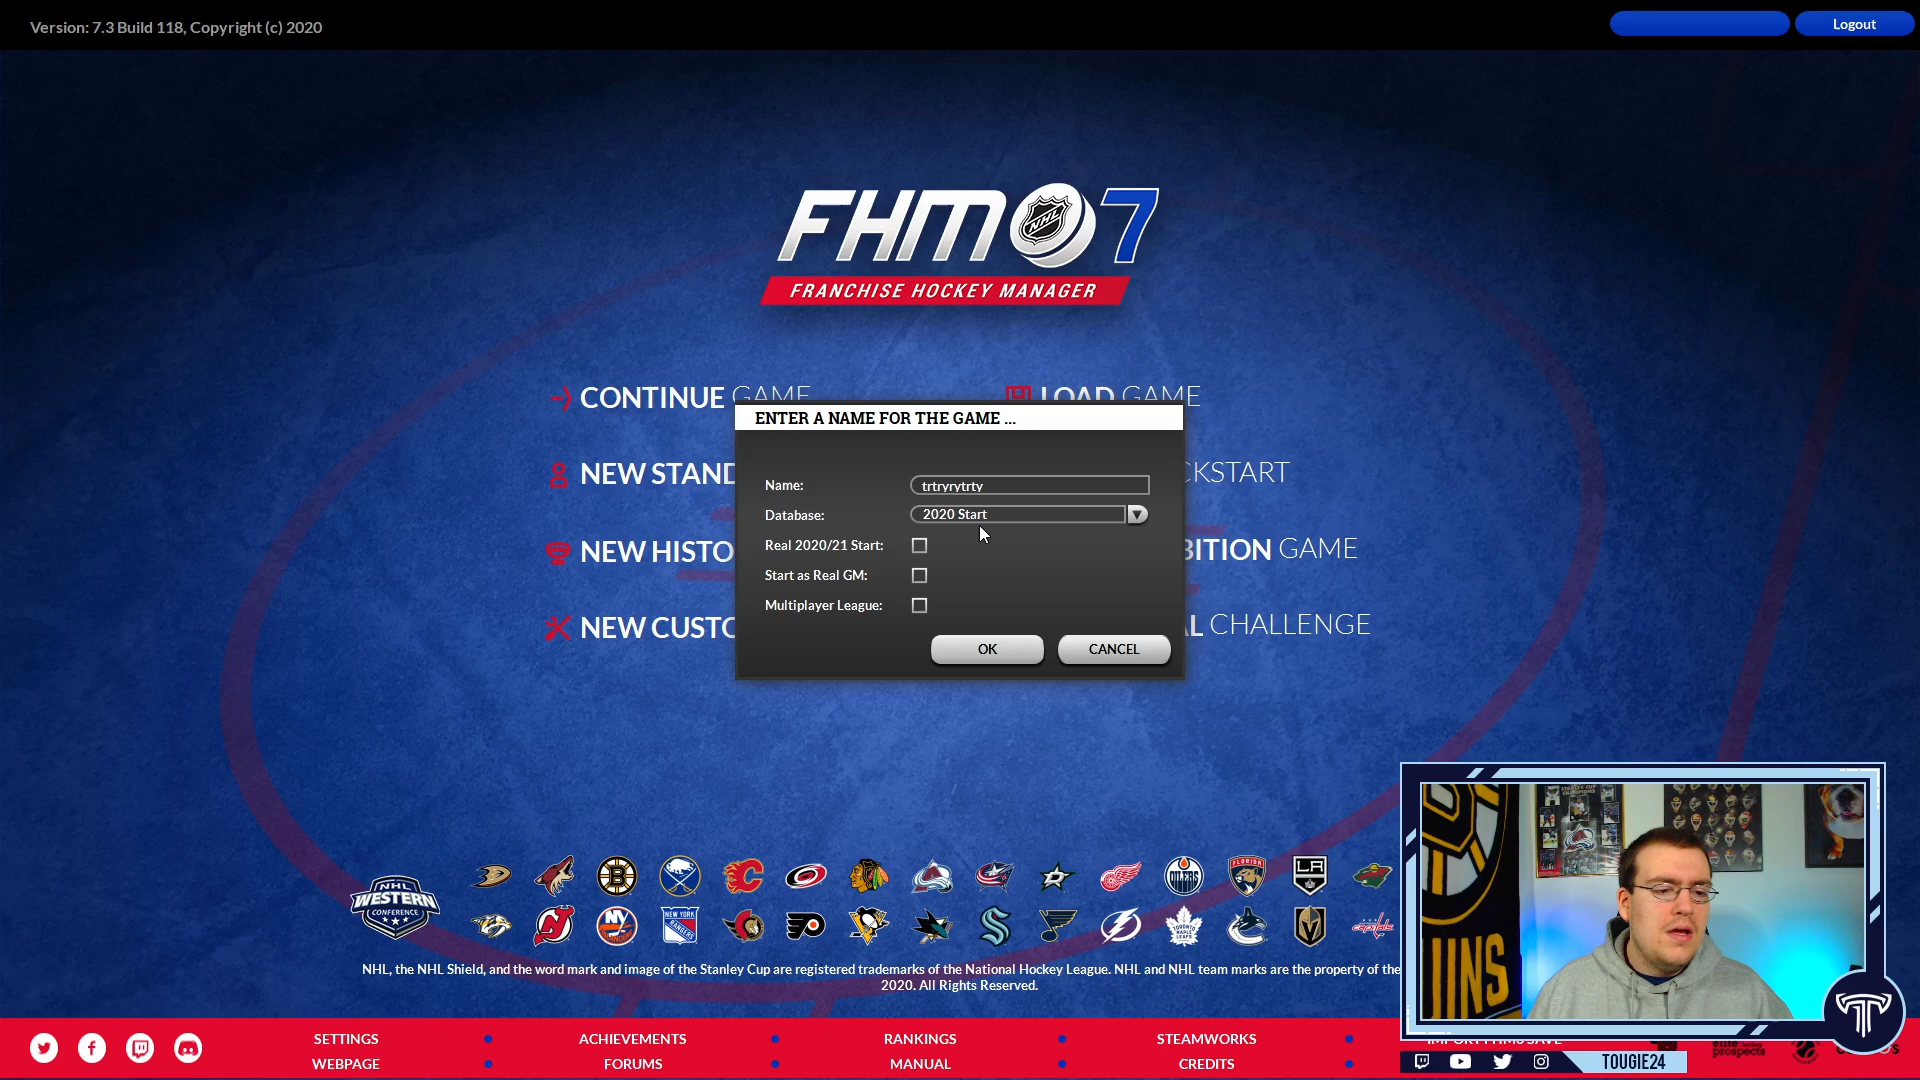 Version: 7.3 Build 118, Copyright (c) 2020
Logout
FHM NHL 7
FRANCHISE HOCKEY MANAGER
CONTINUE GAME
LOAD GAME
ENTER A NAME FOR THE GAME ...
NEW STAND
CKSTART
Name:
trtryrytrty
Database:
2020 Start
Real 2020/21 Start:
NEW HISTO
BITION GAME
Start as Real GM:
Multiplayer League:
NEW CUSTO
AL CHALLENGE
OK
CANCEL
NHL
WESTERN
CONFERENCE
NHL, the NHL Shield, and the word mark and image of the Stanley Cup are registered trademarks of the National Hockey League. NHL and NHL team marks are the property of the
2020. All Rights Reserved.
SETTINGS
ACHIEVEMENTS
RANKINGS
STEAMWORKS
WEBPAGE
FORUMS
MANUAL
CREDITS
elite
prospects
TOUGIE24